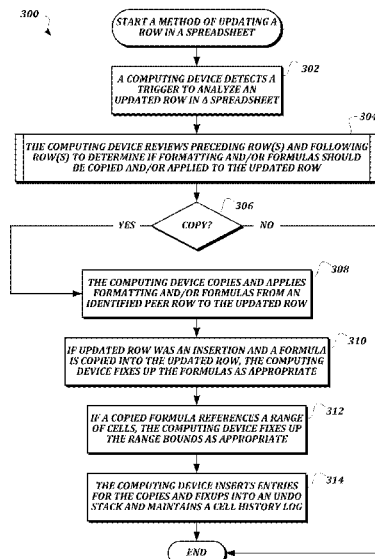 300
START A METHOD OF UPDATING A
ROW IN A SPREADSHEET
302
A COMPUTING DEVICE DETECTS A
TRIGGER TO ANALYZE AN
UPDATED ROW IN A SPREADSHEET
304
THE COMPUTING DEVICE REVIEWS PRECEDING ROW(S) AND FOLLOWING
ROW(S) TO DETERMINE IF FORMATTING AND/OR FORMULAS SHOULD
BE COPIED AND/OR APPLIED TO THE UPDATED ROW
306
YES
COPY?
NO
308
THE COMPUTING DEVICE COPIES AND APPLIES
FORMATTING AND/OR FORMULAS FROM AN
IDENTIFIED PEER ROW TO THE UPDATED ROW
310
IF UPDATED ROW WAS AN INSERTION AND A FORMULA
IS COPIED INTO THE UPDATED ROW, THE COMPUTING
DEVICE FIXES UP THE FORMULAS AS APPROPRIATE
312
IF A COPIED FORMULA REFERENCES A RANGE
OF CELLS, THE COMPUTING DEVICE FIXES UP
THE RANGE BOUNDS AS APPROPRIATE
314
THE COMPUTING DEVICE INSERTS ENTRIES
FOR THE COPIES AND FIXUPS INTO AN UNDO
STACK AND MAINTAINS A CELL HISTORY LOG
END